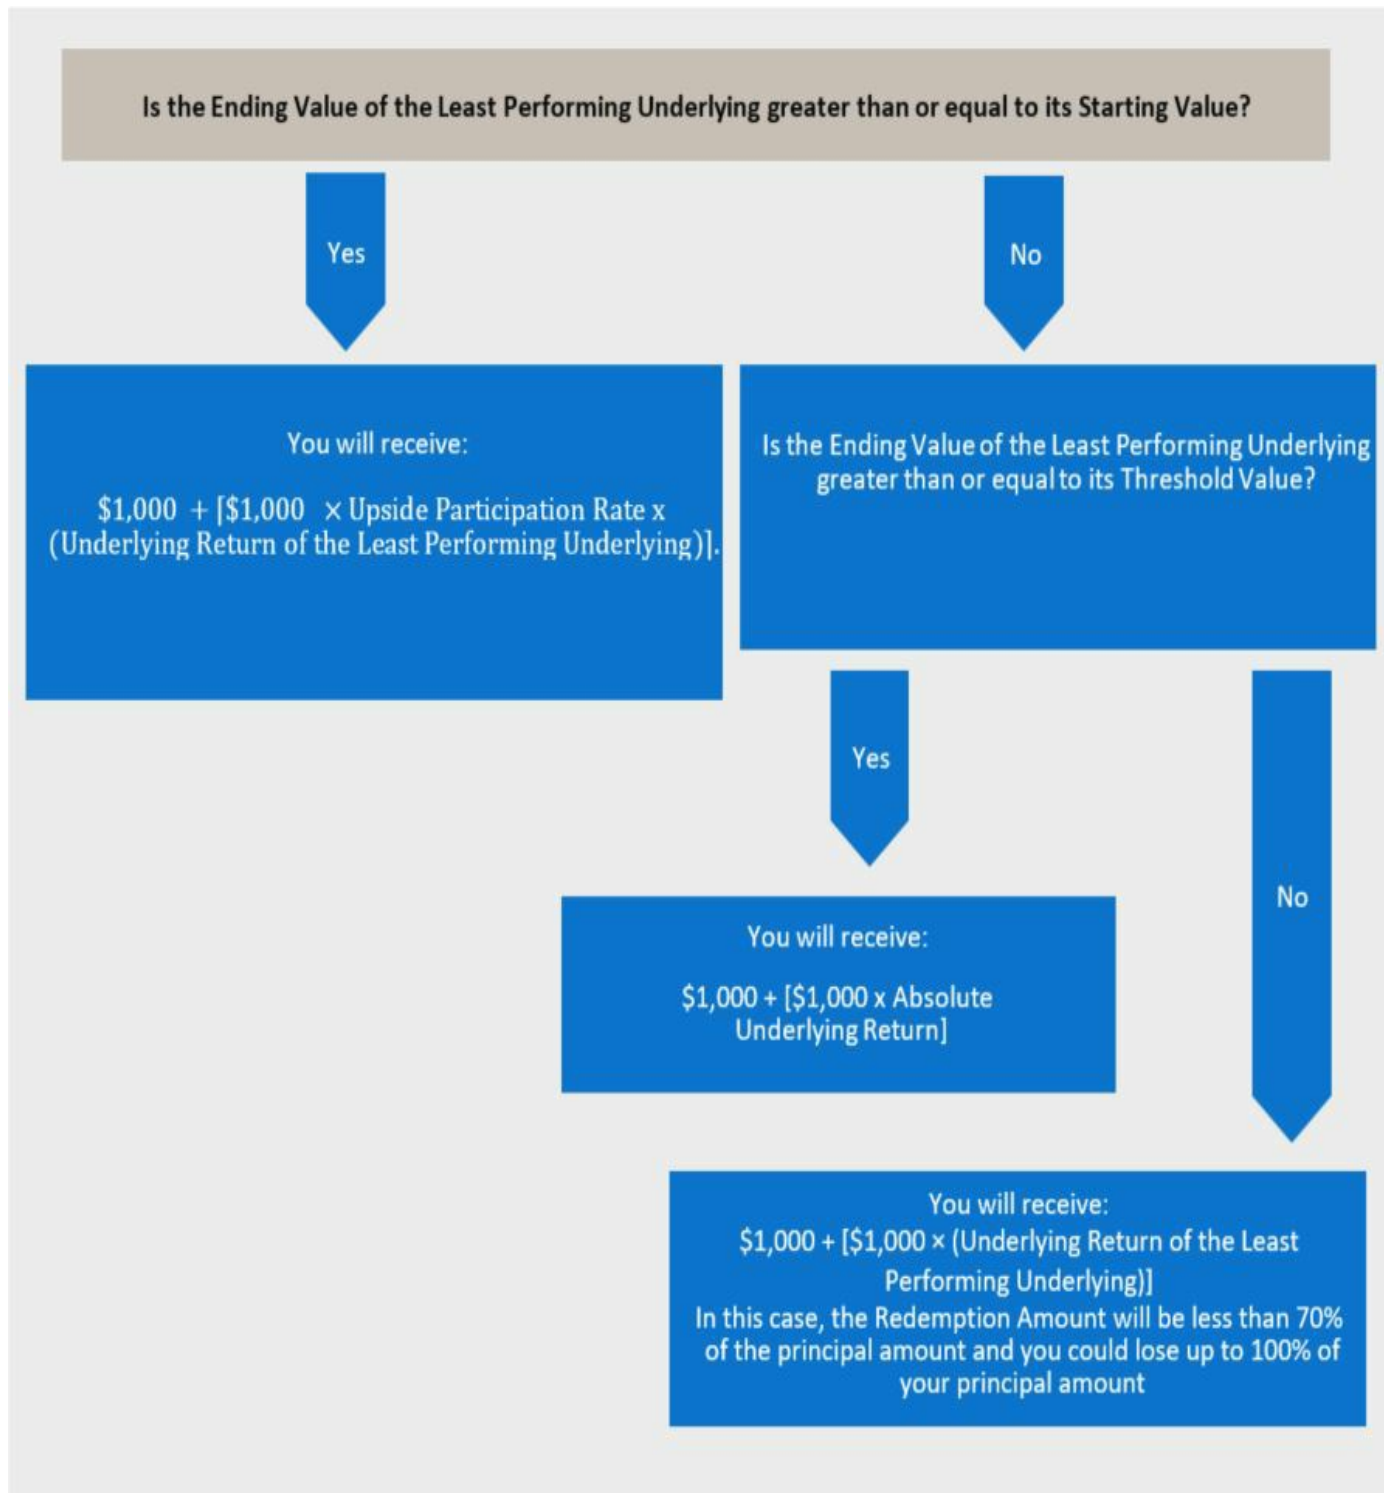 Is the Ending Value of the Least Performing Underlying greater than or equal to its Starting Value?
Yes
No
You will receive:
$1,000 + [$1,000 × Upside Participation Rate x
(Underlying Return of the Least Performing Underlying)].
Is the Ending Value of the Least Performing Underlying
greater than or equal to its Threshold Value?
Yes
No
You will receive:
$1,000 + [$1,000 x Absolute
Underlying Return]
You will receive:
$1,000 + [$1,000 × (Underlying Return of the Least
Performing Underlying)]
In this case, the Redemption Amount will be less than 70%
of the principal amount and you could lose up to 100% of
your principal amount